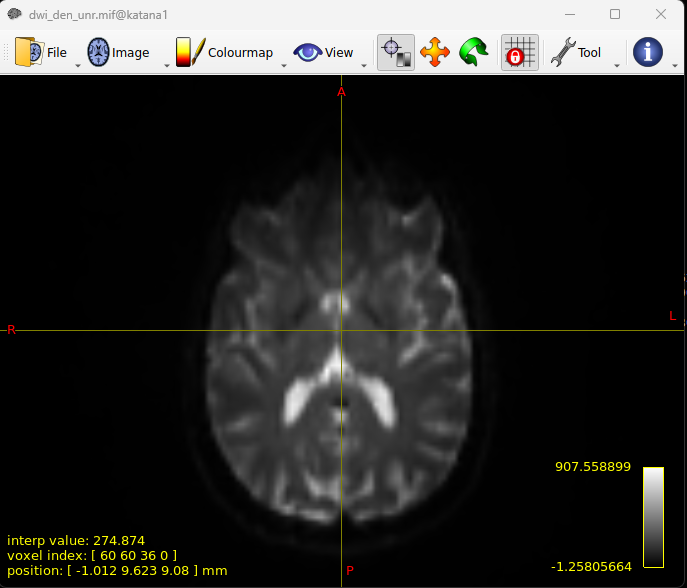 dwi_den_unr.mif@katana1
File Image Colourmap View Tool
A
L
R
907.558899
interp value: 274.874
voxel index: [ 60 60 36 0 ]
-1.25805664
position: [ -1.012 9.623 9.08 ] mm
P